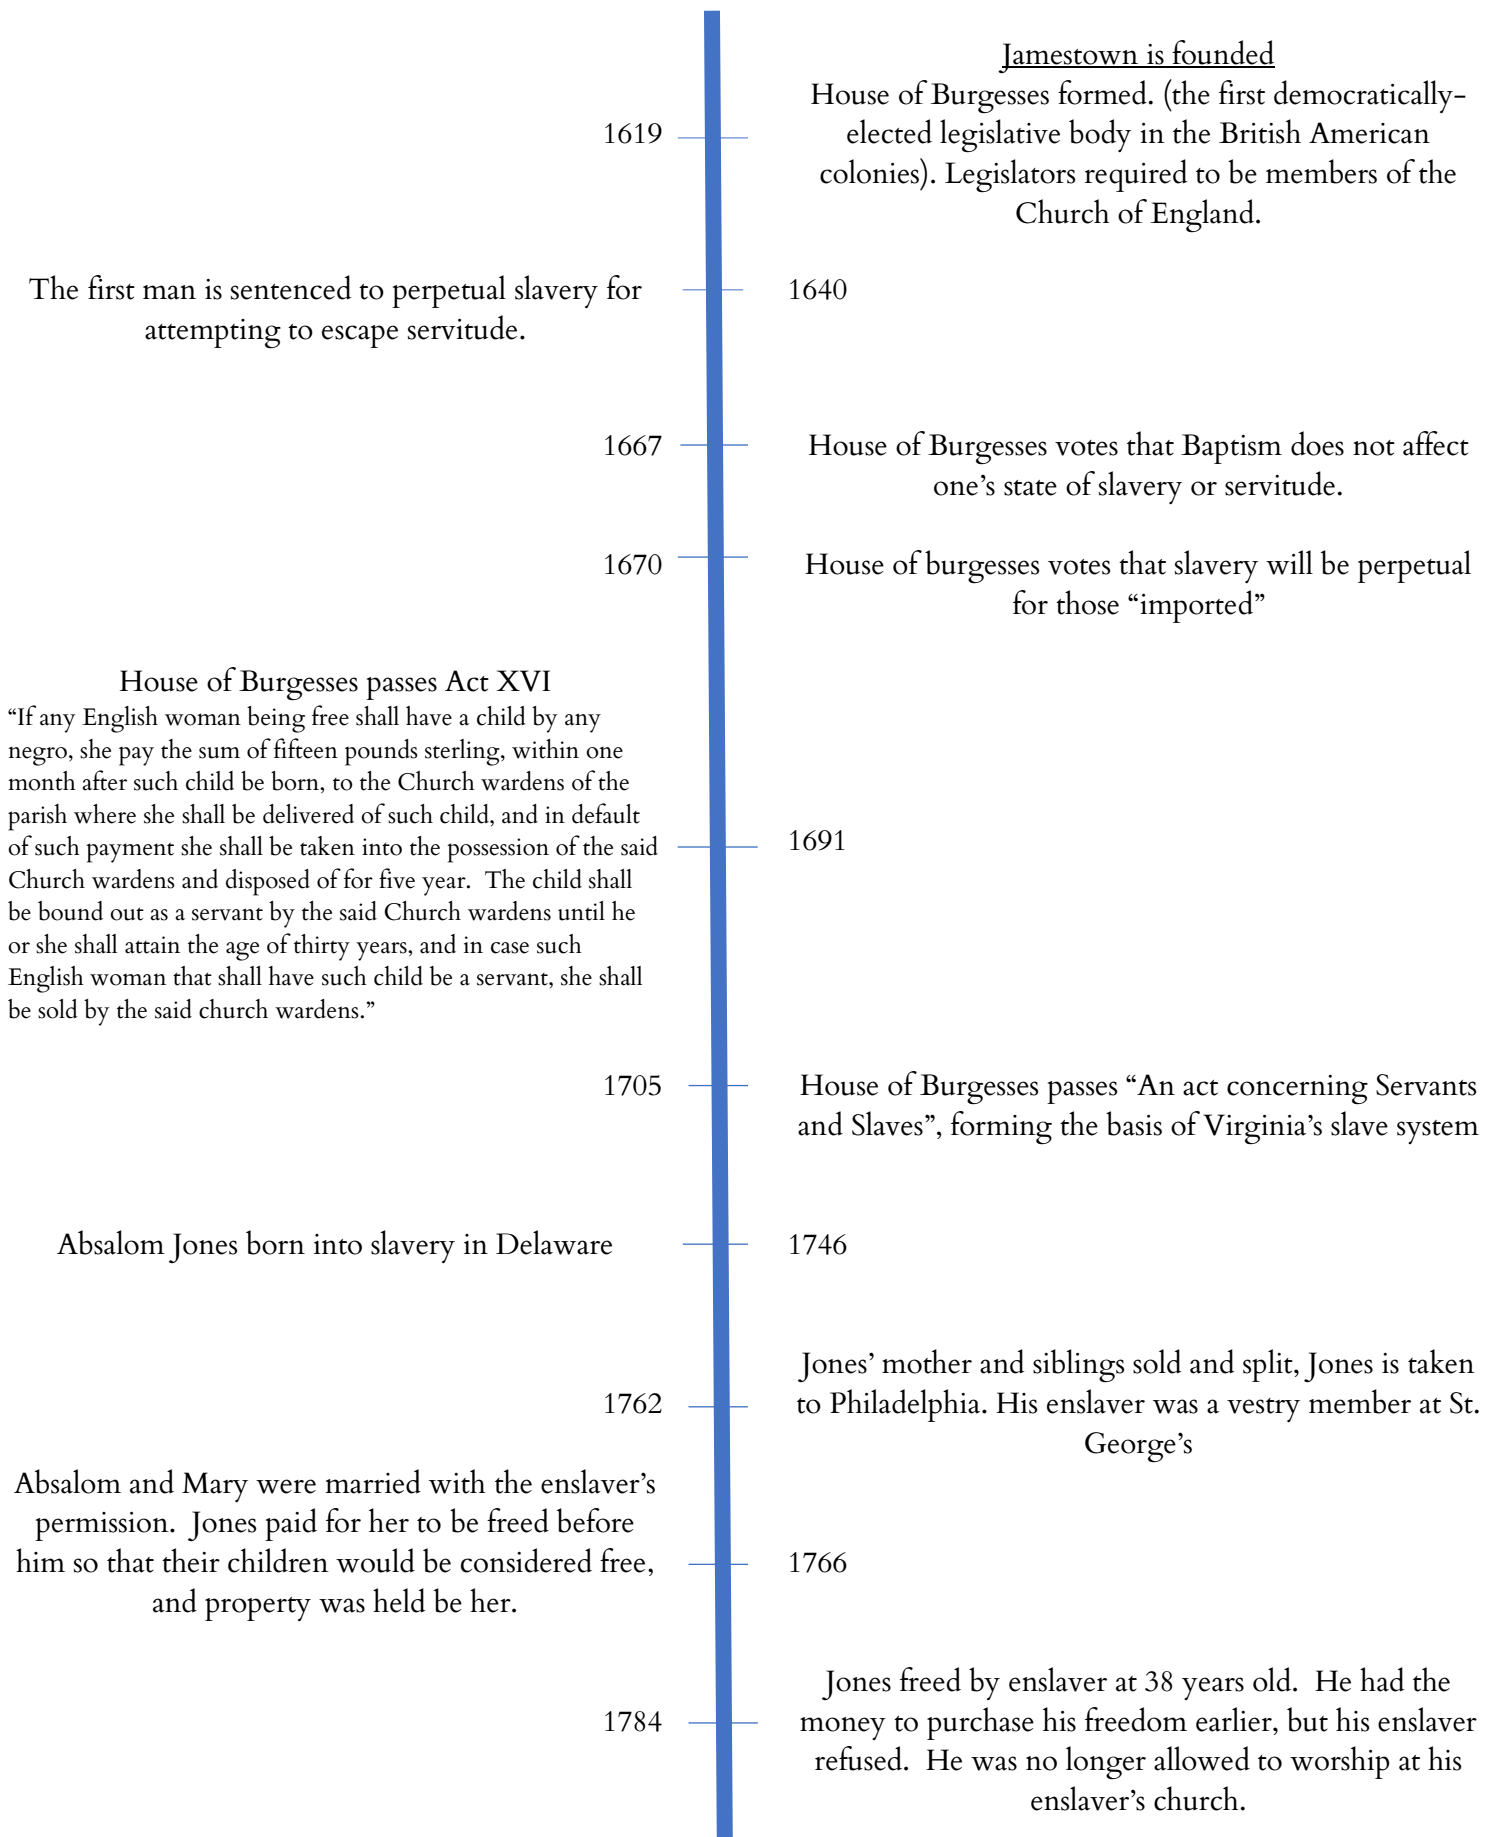 Jamestown is founded
House of Burgesses formed. (the first democratically-
1619
elected legislative body in the British American
colonies). Legislators required to be members of the
Church of England.
The first man is sentenced to perpetual slavery for
attempting to escape servitude.
1640
1667
House of Burgesses votes that Baptism does not affect
one’s state of slavery or servitude.
1670
House of burgesses votes that slavery will be perpetual
for those “imported”
House of Burgesses passes Act XVI
“If any English woman being free shall have a child by any
negro, she pay the sum of fifteen pounds sterling, within one
month after such child be born, to the Church wardens of the
parish where she shall be delivered of such child, and in default
of such payment she shall be taken into the possession of the said
Church wardens and disposed of for five year.  The child shall
be bound out as a servant by the said Church wardens until he
or she shall attain the age of thirty years, and in case such
English woman that shall have such child be a servant, she shall
be sold by the said church wardens.”
1691
1705
House of Burgesses passes “An act concerning Servants
and Slaves”, forming the basis of Virginia’s slave system
Absalom Jones born into slavery in Delaware
1746
1762
Jones’ mother and siblings sold and split, Jones is taken
to Philadelphia. His enslaver was a vestry member at St.
George’s
Absalom and Mary were married with the enslaver’s
permission.  Jones paid for her to be freed before
him so that their children would be considered free,
and property was held be her.
1766
1784
Jones freed by enslaver at 38 years old.  He had the
money to purchase his freedom earlier, but his enslaver
refused.  He was no longer allowed to worship at his
enslaver’s church.